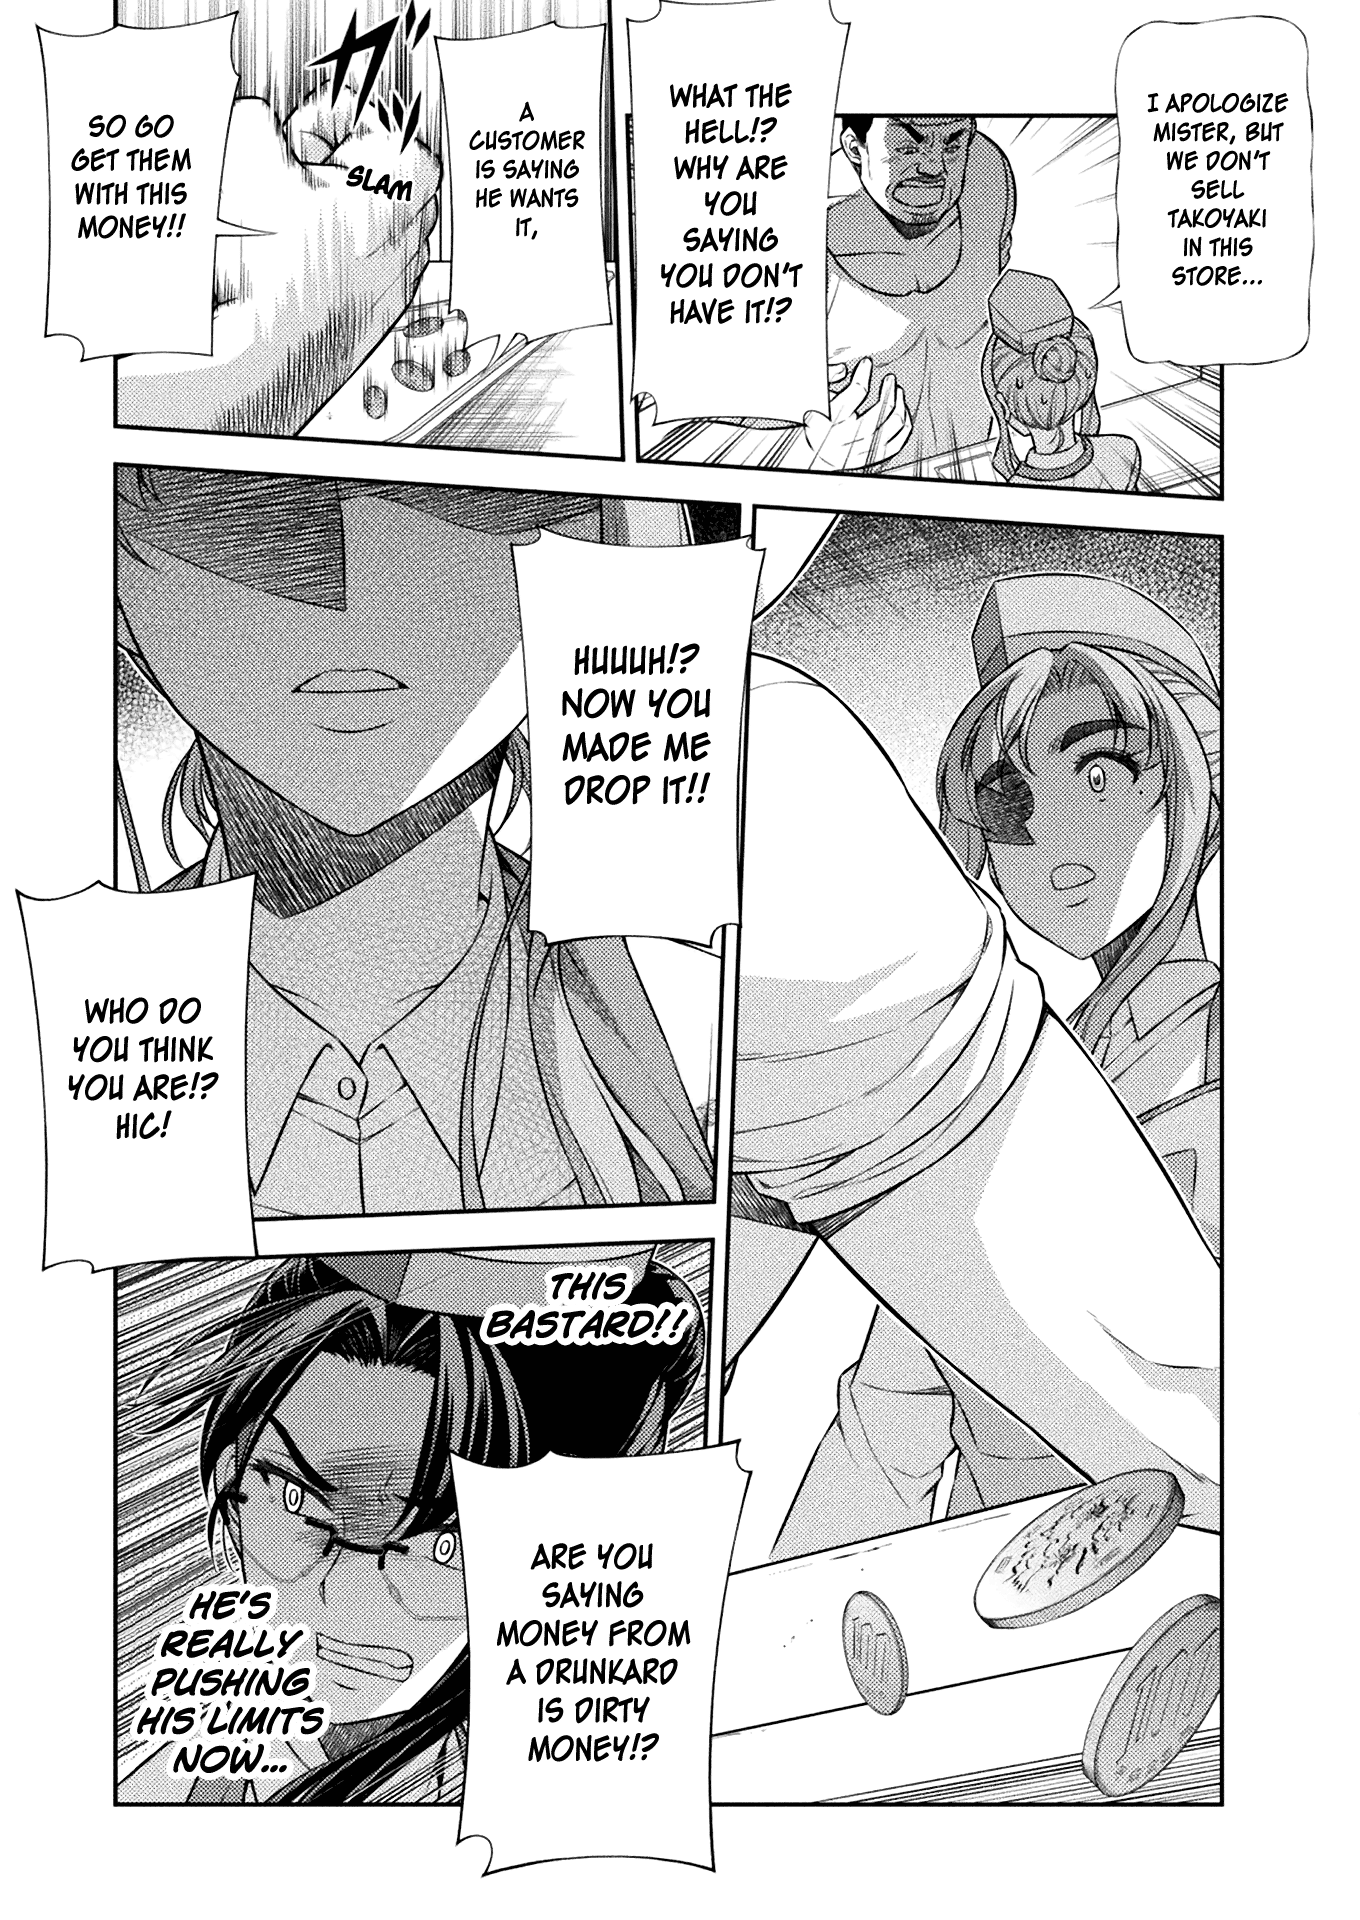 I APOLOGIZE
MISTER, BUT
WE DON'T
SELL
TAKOYAKI
IN THIS
STORE...
WHAT THE
HELL!?
WHY ARE
YOU
SAYING
YOU DON'T
HAVE IT!?
A
CUSTOMER
IS SAYING
HE WANTS
IT,
ガッ
SLAM
SO GO
GET THEM
WITH THIS
MONEY!!
HUUUH!?
NOW YOU
MADE ME
DROP IT!!
WHO DO
YOU THINK
YOU ARE!?
HIC!
THIS
BASTARD!!
ARE YOU
SAYING
MONEY FROM
A DRUNKARD
IS DIRTY
MONEY!?
HE'S
REALLY
PUSHING
HIS LIMITS
NOW...